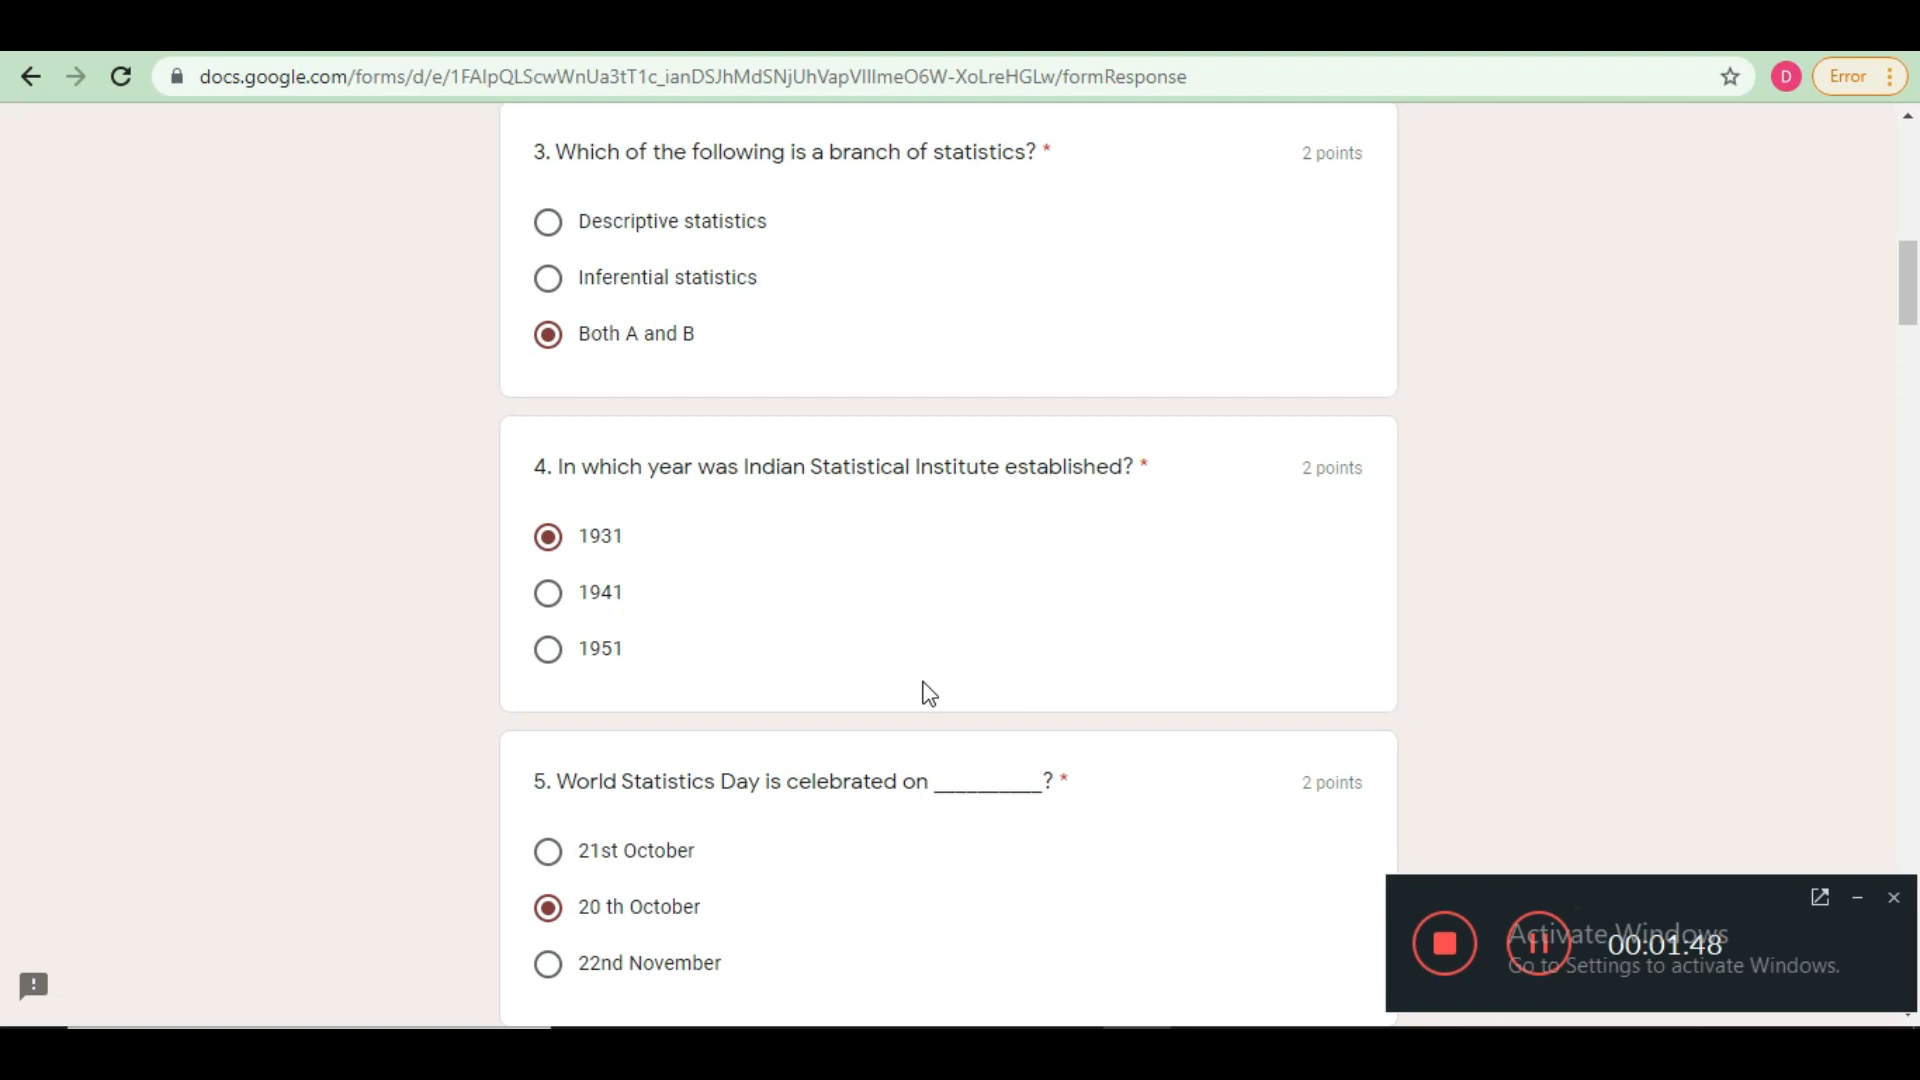 docs.google.com/forms/d/e/1FAIpQLScwWnUa3tT1c_ianDSJhMdSNjUhVapVIIlmeO6W-XoLreHGLw/formResponse
D
Error
3. Which of the following is a branch of statistics? *
2 points
Descriptive statistics
Inferential statistics
Both A and B
4. In which year was Indian Statistical Institute established? *
2 points
1931
1941
1951
5. World Statistics Day is celebrated on __________? *
2 points
21st October
20 th October
22nd November
Activate Windows
00:01:48
Go to Settings to activate Windows.